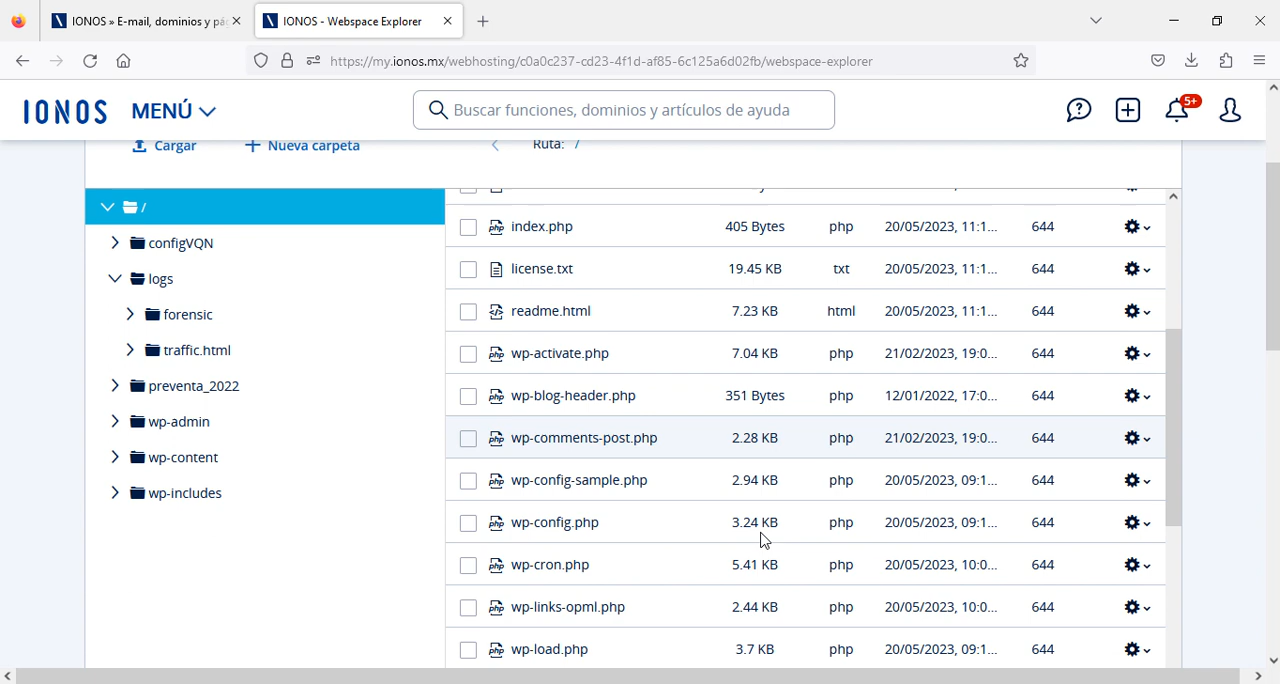 IONOS » E-mail, dominios y pá
IONOS - Webspace Explorer
https://my.ionos.mx/webhosting/c0a0c237-cd23-4f1d-af85-6c125a6d02fb/webspace-explorer
IONOS MENÚ Buscar funciones, dominios y artículos de ayuda 5+
Cargar Nueva carpeta Ruta: /
/
configVQN
logs
forensic
traffic.html
preventa_2022
wp-admin
wp-content
wp-includes
index.php 405 Bytes php 20/05/2023, 11:1... 644
license.txt 19.45 KB txt 20/05/2023, 11:1... 644
readme.html 7.23 KB html 20/05/2023, 11:1... 644
php wp-activate.php 7.04 KB php 21/02/2023, 19:0... 644
php wp-blog-header.php 351 Bytes php 12/01/2022, 17:0... 644
php wp-comments-post.php 2.28 KB php 21/02/2023, 19:0... 644
php wp-config-sample.php 2.94 KB php 20/05/2023, 09:1... 644
php wp-config.php 3.24 KB php 20/05/2023, 09:1... 644
php wp-cron.php 5.41 KB php 20/05/2023, 10:0... 644
php wp-links-opml.php 2.44 KB php 20/05/2023, 10:0... 644
php wp-load.php 3.7 KB php 20/05/2023, 09:1... 644